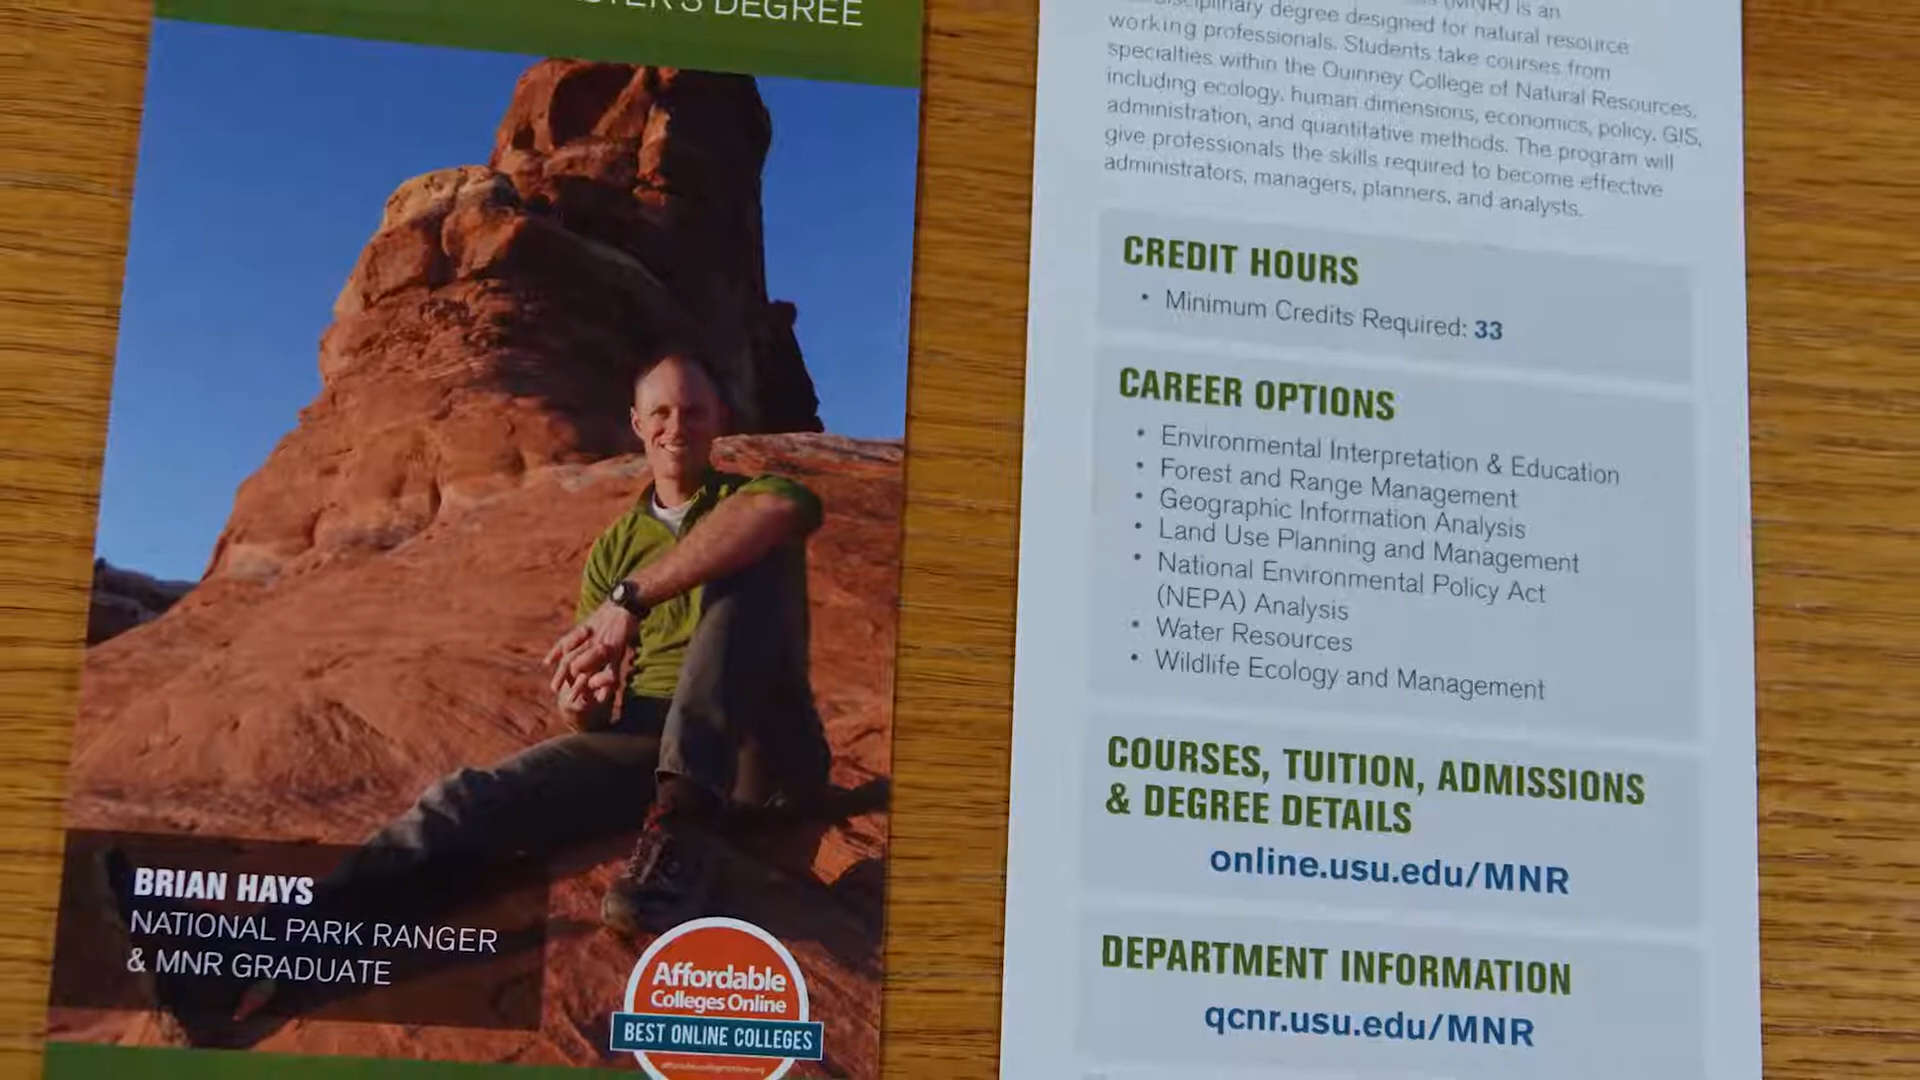 MASTER'S DEGREE
BRIAN HAYS
NATIONAL PARK RANGER
& MNR GRADUATE
Affordable
Colleges Online
BEST ONLINE COLLEGES
(MNR) is an
degree designed for natural resource
working professionals. Students take courses from
specialties within the Quinney College of Natural Resources,
including ecology, human dimensions, economics, policy, GIS,
administration, and quantitative methods. The program will
give professionals the skills required to become effective
administrators, managers, planners, and analysts.
CREDIT HOURS
• Minimum Credits Required: 33
CAREER OPTIONS
• Environmental Interpretation & Education
• Forest and Range Management
• Geographic Information Analysis
• Land Use Planning and Management
• National Environmental Policy Act
(NEPA) Analysis
• Water Resources
• Wildlife Ecology and Management
COURSES, TUITION, ADMISSIONS
& DEGREE DETAILS
online.usu.edu/MNR
DEPARTMENT INFORMATION
qcnr.usu.edu/MNR